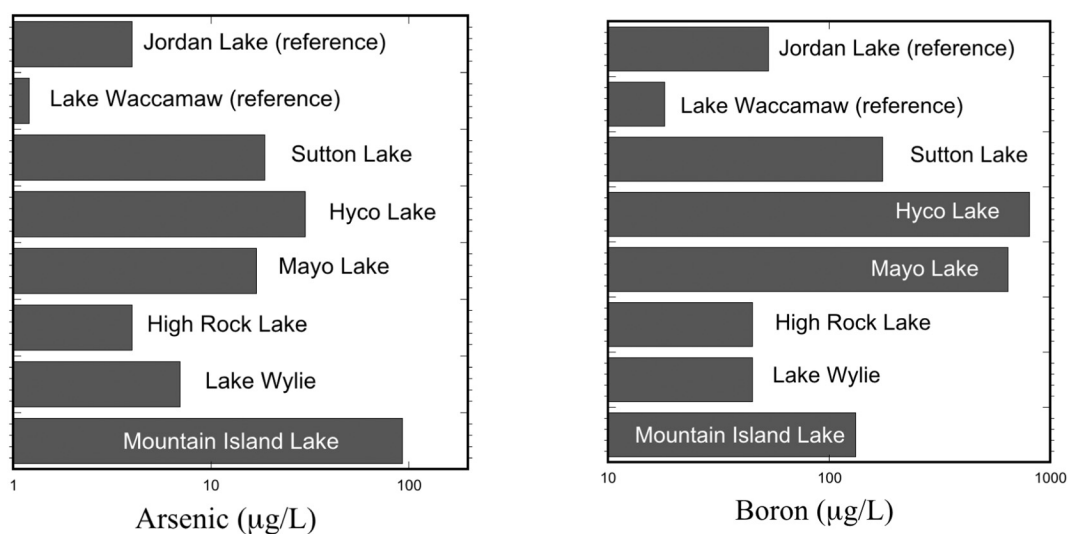 Jordan Lake (reference)
Lake Waccamaw (reference)
Sutton Lake
Hyco Lake
Mayo Lake
High Rock Lake
Lake Wylie
Mountain Island Lake
1 10 100
Arsenic (µg/L)
Jordan Lake (reference)
Lake Waccamaw (reference)
Sutton Lake
Hyco Lake
Mayo Lake
High Rock Lake
Lake Wylie
Mountain Island Lake
10 100 1000
Boron (µg/L)